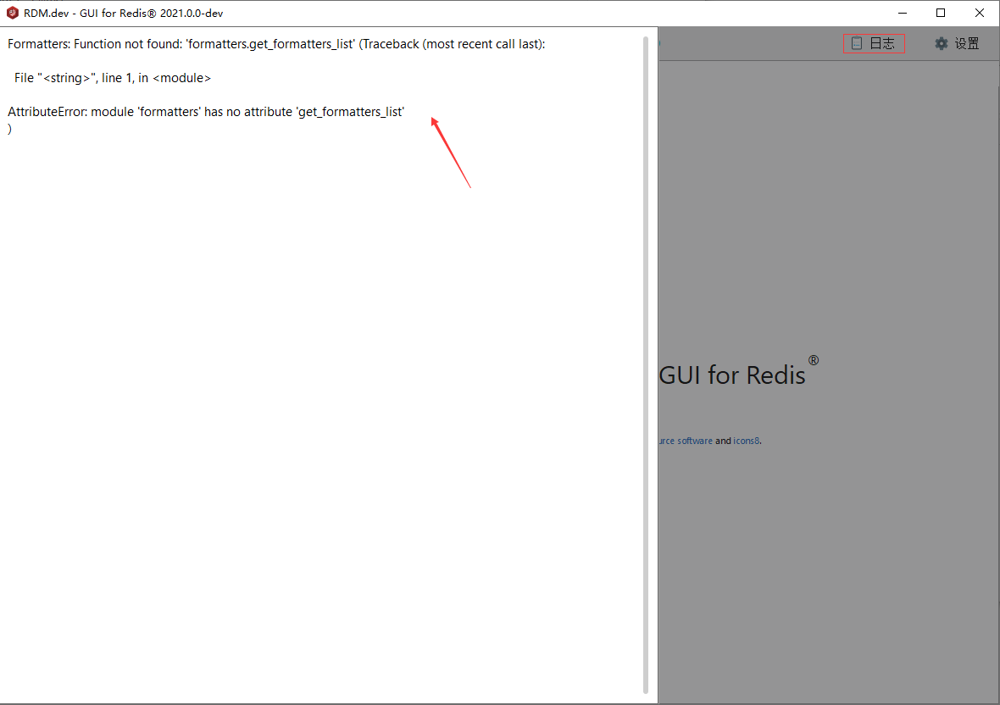 RDM.dev - GUI for Redis® 2021.0.0-dev
Formatters: Function not found: 'formatters.get_formatters_list' (Traceback (most recent call last):
File "<string>", line 1, in <module>
AttributeError: module 'formatters' has no attribute 'get_formatters_list'
)
日志
设置
GUI for Redis®
software and icons8.